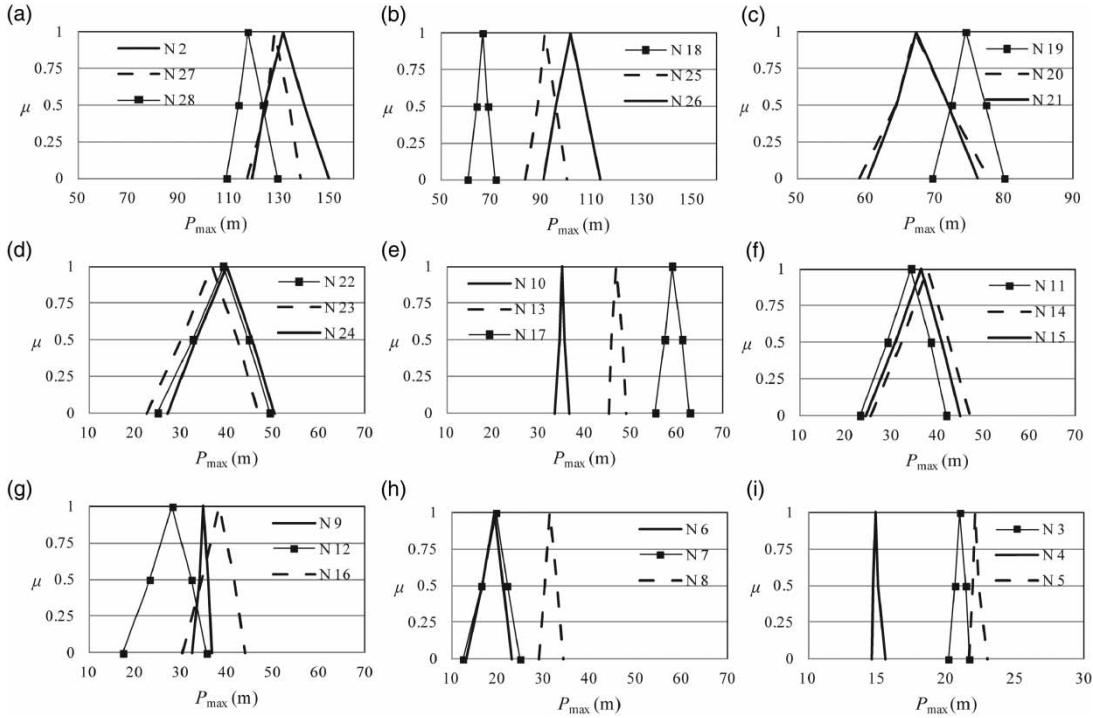 (a)
1
0.75
μ 0.5
0.25
0
50 70 90 110 130 150
Pmax (m)
N 2
N 27
N 28
(b)
1
0.75
μ 0.5
0.25
0
50 70 90 110 130 150
Pmax (m)
N 18
N 25
N 26
(c)
1
0.75
μ 0.5
0.25
0
50 60 70 80 90
Pmax (m)
N 19
N 20
N 21
(d)
1
0.75
μ 0.5
0.25
0
10 20 30 40 50 60 70
Pmax (m)
N 22
N 23
N 24
(e)
1
0.75
μ 0.5
0.25
0
10 20 30 40 50 60 70
Pmax (m)
N 10
N 13
N 17
(f)
1
0.75
μ 0.5
0.25
0
10 20 30 40 50 60 70
Pmax (m)
N 11
N 14
N 15
(g)
1
0.75
μ 0.5
0.25
0
10 20 30 40 50 60 70
Pmax (m)
N 9
N 12
N 16
(h)
1
0.75
μ 0.5
0.25
0
10 20 30 40 50 60 70
Pmax (m)
N 6
N 7
N 8
(i)
1
0.75
μ 0.5
0.25
0
10 15 20 25 30
Pmax (m)
N 3
N 4
N 5